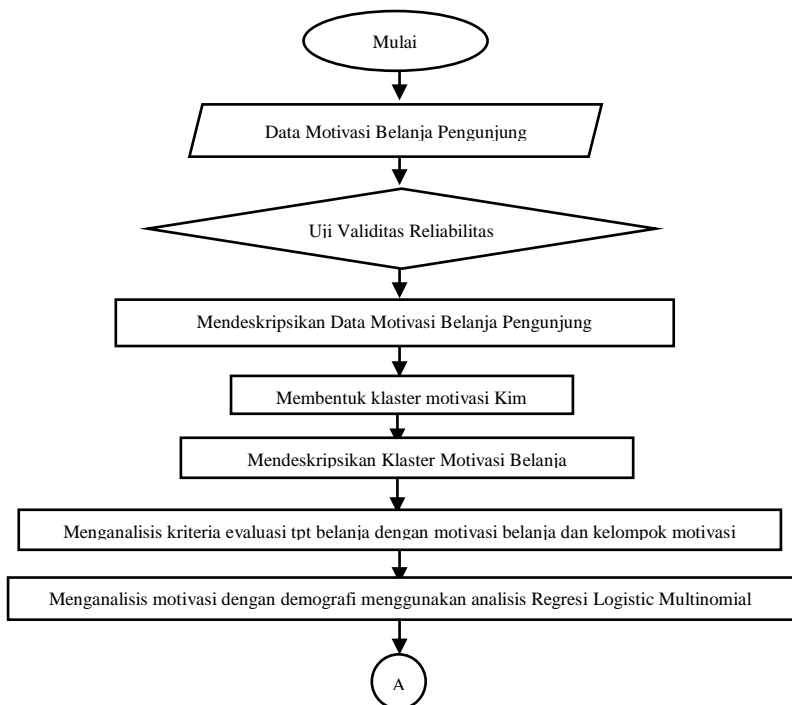 Mulai
Data Motivasi Belanja Pengunjung
Uji Validitas Reliabilitas
Mendeskripsikan Data Motivasi Belanja Pengunjung
Membentuk klaster motivasi Kim
Mendeskripsikan Klaster Motivasi Belanja
Menganalisis kriteria evaluasi tpt belanja dengan motivasi belanja dan kelompok motivasi
Menganalisis motivasi dengan demografi menggunakan analisis Regresi Logistic Multinomial
A